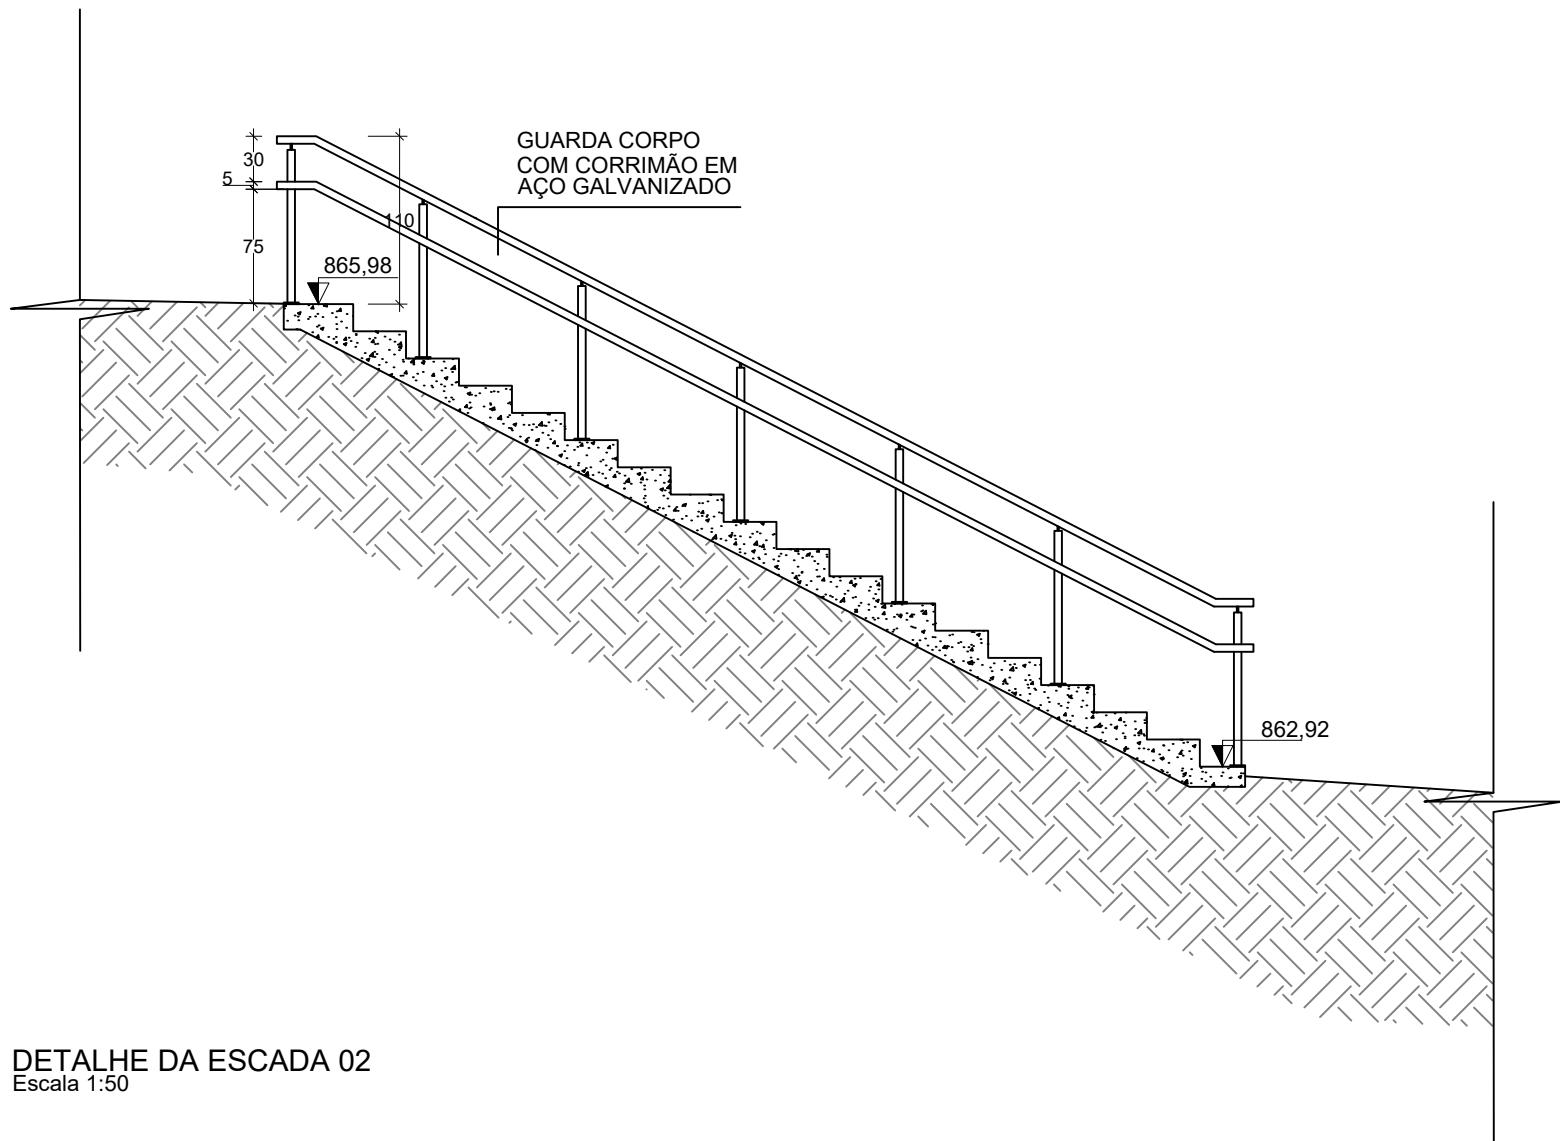 GUARDA CORPO
COM CORRIMÃO EM
AÇO GALVANIZADO
30
5
110
75
865,98
862,92
DETALHE DA ESCADA 02
Escala 1:50